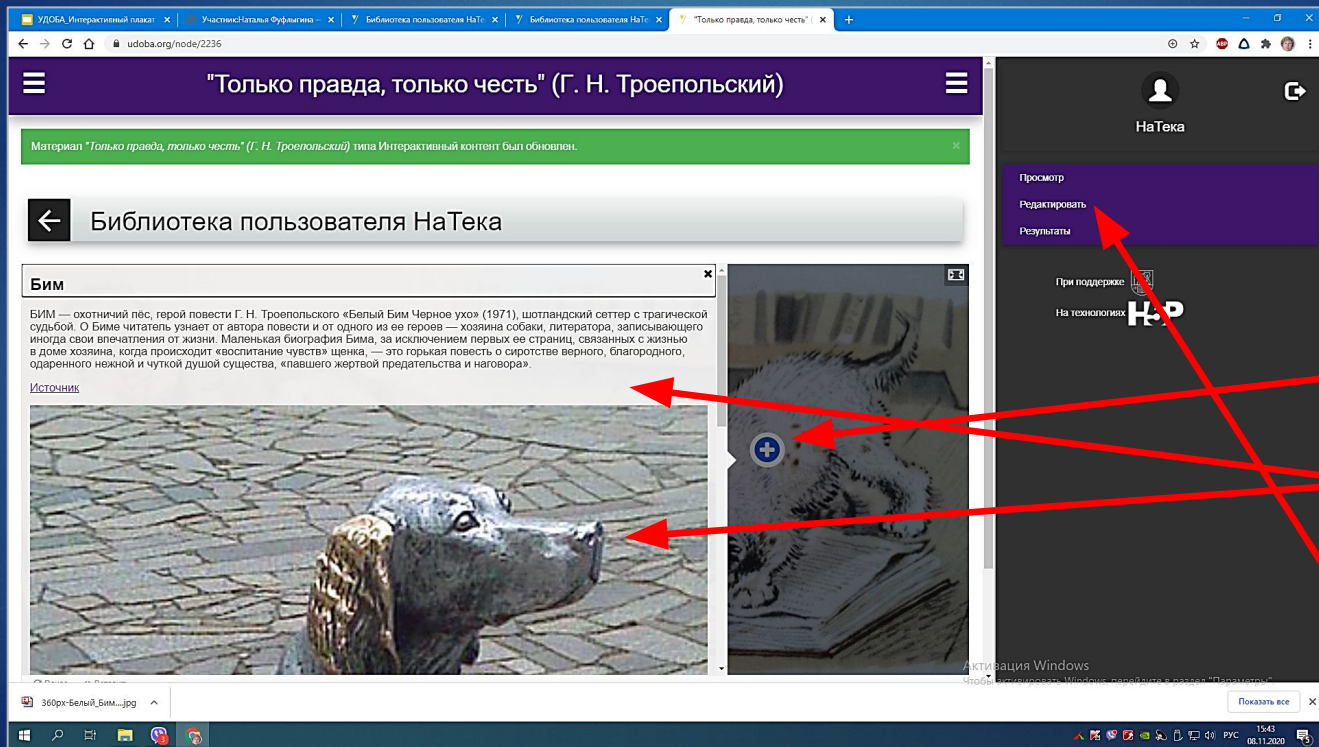 УДОБА_Интерактивный плакат
Участник:Наталья Фуфлыгина —
Библиотека пользователя НаТе
Библиотека пользователя НаТе
"Только правда, только честь" (
udoba.org/node/2236
ABP
"Только правда, только честь" (Г. Н. Троепольский)
НаТека
Материал "Только правда, только честь" (Г. Н. Троепольский) типа Интерактивный контент был обновлен.
Просмотр
Редактировать
Результаты
Библиотека пользователя НаТека
При поддержке
На технологиях H5P
Бим
БИМ — охотничий пёс, герой повести Г. Н. Троепольского «Белый Бим Черное ухо» (1971), шотландский сеттер с трагической
судьбой. О Биме читатель узнает от автора повести и от одного из ее героев — хозяина собаки, литератора, записывающего
иногда свои впечатления от жизни. Маленькая биография Бима, за исключением первых ее страниц, связанных с жизнью
в доме хозяина, когда происходит «воспитание чувств» щенка, — это горькая повесть о сиротстве верного, благородного,
одаренного нежной и чуткой душой существа, «павшего жертвой предательства и наговора».
Источник
Активация Windows
Чтобы активировать Windows, перейдите в раздел "Параметры".
360px-Белый_Бим....jpg
Показать все
РУС
15:43
08.11.2020